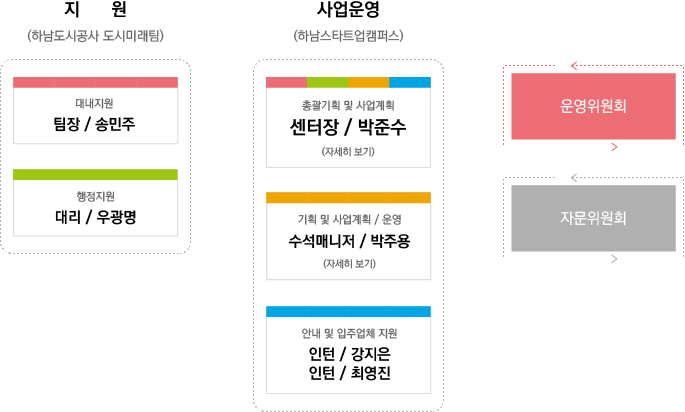 지 원
(하남도시공사 도시미래팀)
대내지원
팀장 / 송민주
행정지원
대리 / 우광명
사업운영
(하남스타트업캠퍼스)
총괄기획 및 사업계획
센터장 / 박준수
(자세히 보기)
기획 및 사업계획 / 운영
수석매니저 / 박주용
(자세히 보기)
안내 및 입주업체 지원
인턴 / 강지은
인턴 / 최영진
운영위원회
자문위원회